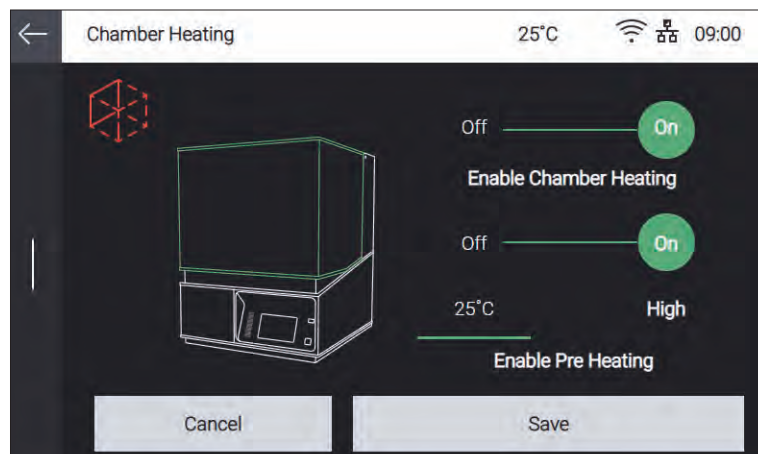 Chamber Heating 25°C 09:00
Off On
Enable Chamber Heating
Off On
25°C High
Enable Pre Heating
Cancel Save